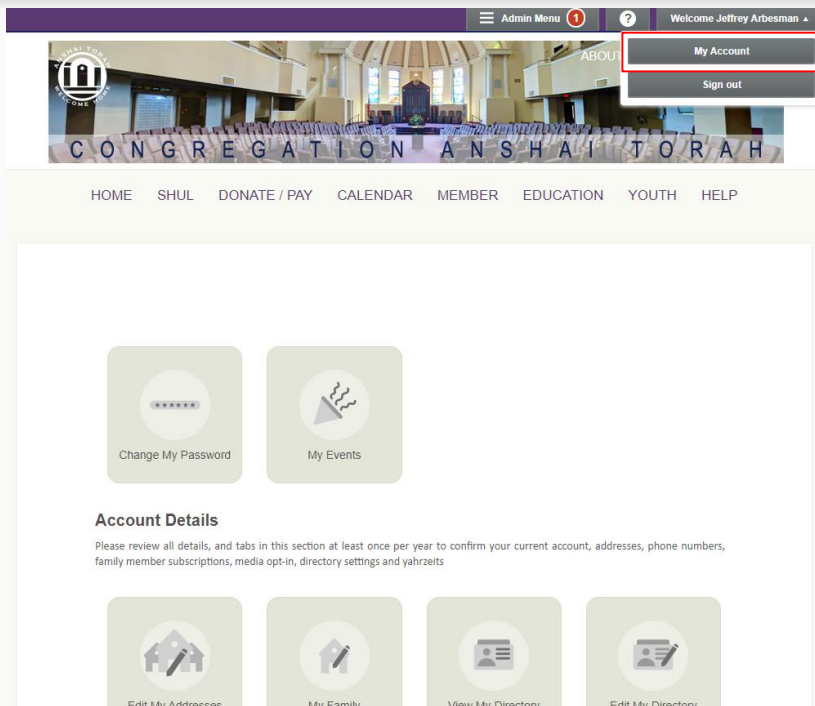 Admin Menu 1 ? Welcome Jeffrey Arbesman
My Account
Sign out
ANSHAI TORAH
WELCOME HOME
ABOUT
CONGREGATION ANSHAI TORAH
HOME SHUL DONATE / PAY CALENDAR MEMBER EDUCATION YOUTH HELP
******
Change My Password My Events
Account Details
Please review all details, and tabs in this section at least once per year to confirm your current account, addresses, phone numbers,
family member subscriptions, media opt-in, directory settings and yahrzeits
Edit My Addresses My Family View My Directory Edit My Directory